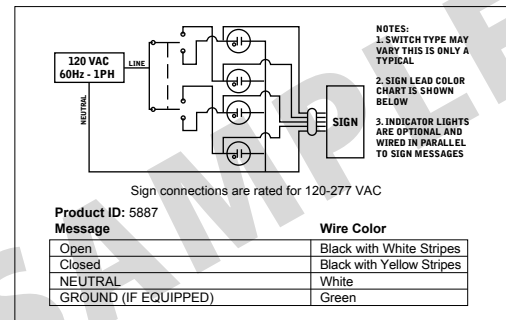 120 VAC
60Hz - 1PH
LINE
NEUTRAL
SIGN
NOTES:
1. SWITCH TYPE MAY
VARY THIS IS ONLY A
TYPICAL
2. SIGN LEAD COLOR
CHART IS SHOWN
BELOW
3. INDICATOR LIGHTS
ARE OPTIONAL AND
WIRED IN PARALLEL
TO SIGN MESSAGES
Sign connections are rated for 120-277 VAC
Product ID: 5887
Message Wire Color
Open Black with White Stripes
Closed Black with Yellow Stripes
NEUTRAL White
GROUND (IF EQUIPPED) Green
SAMPLE